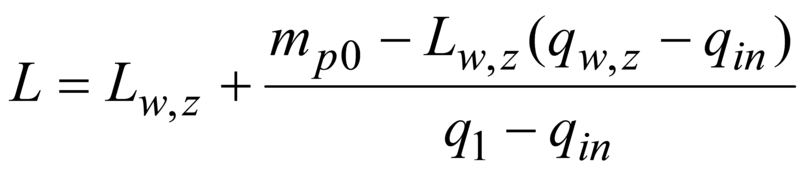 L = L_{w,z} + \frac{m_{p0} - L_{w,z}(q_{w,z} - q_{in})}{q_1 - q_{in}}